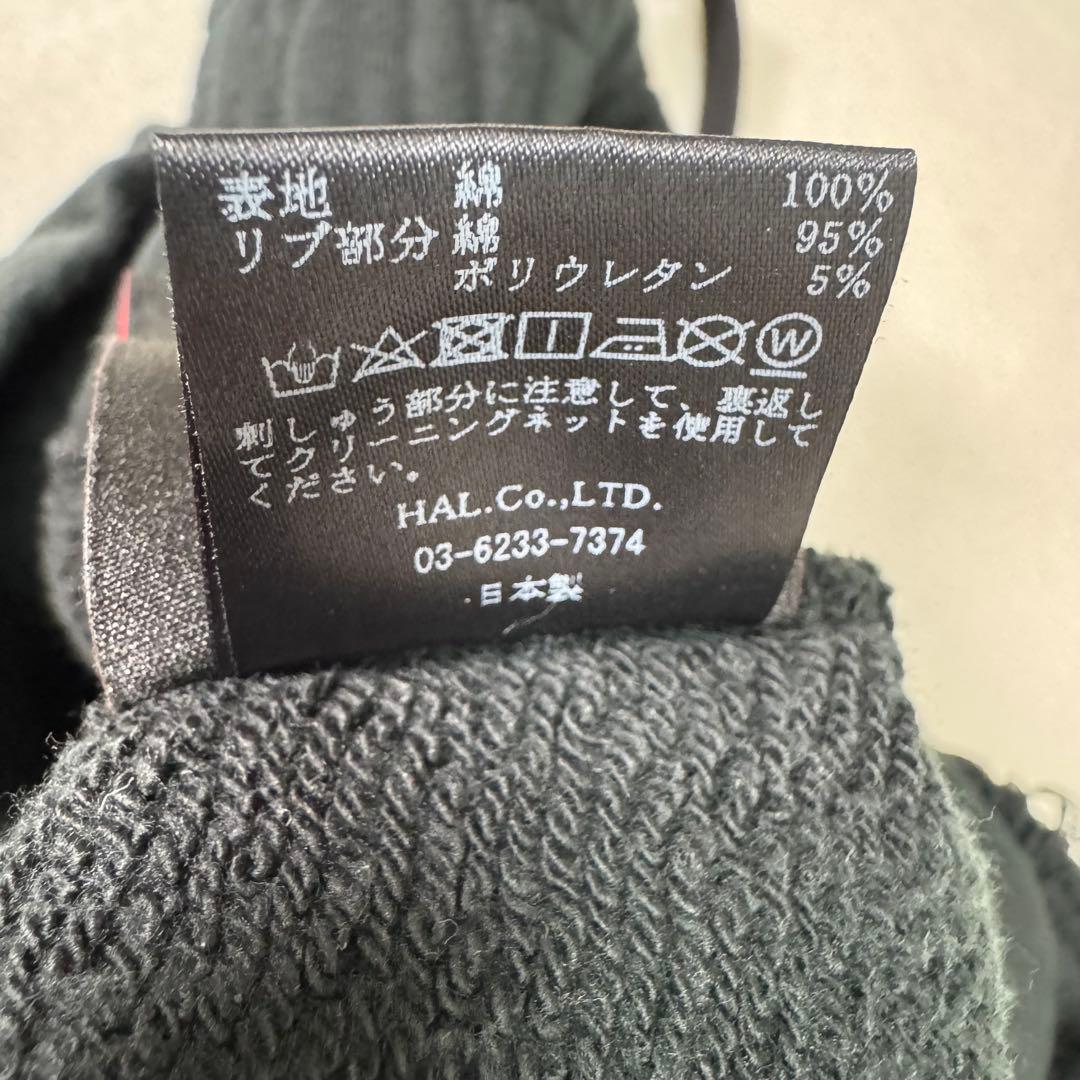 表地 綿 100%
リブ部分 綿 95%
ポリウレタン 5%
W
刺しゅう部分に注意して、裏返し
てクリーニングネットを使用して
ください。
HAL.Co.,LTD.
03-6233-7374
日本製